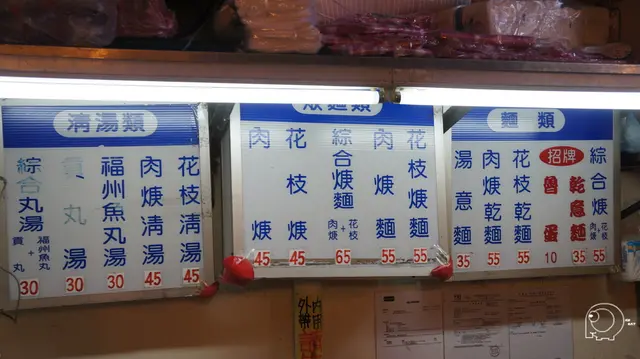 清湯類
綜合丸湯
貢丸+福州魚丸
30
貢丸湯
30
福州魚丸湯
30
肉焿清湯
45
花枝清湯
45
肉焿
45
花枝焿
45
綜合焿麵
肉焿+花枝
65
肉焿麵
55
花枝焿麵
55
麵類
湯意麵
35
肉焿乾麵
55
花枝乾麵
55
招牌
魯蛋
10
乾意麵
35
綜合焿
肉焿+花枝
55
外帶
內用